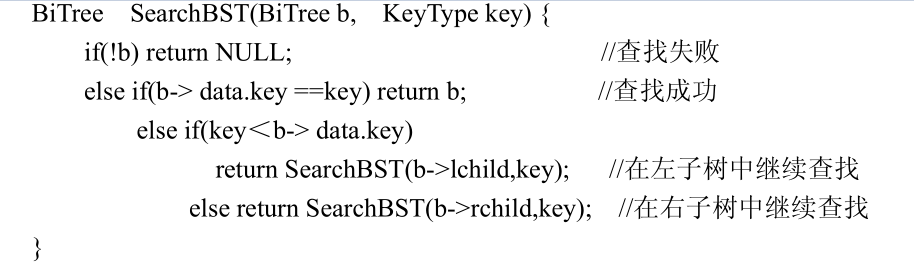 BiTree SearchBST(BiTree b, KeyType key) {
if(!b) return NULL; //查找失败
else if(b-> data.key ==key) return b; //查找成功
else if(key＜b-> data.key)
return SearchBST(b->lchild,key); //在左子树中继续查找
else return SearchBST(b->rchild,key); //在右子树中继续查找
}